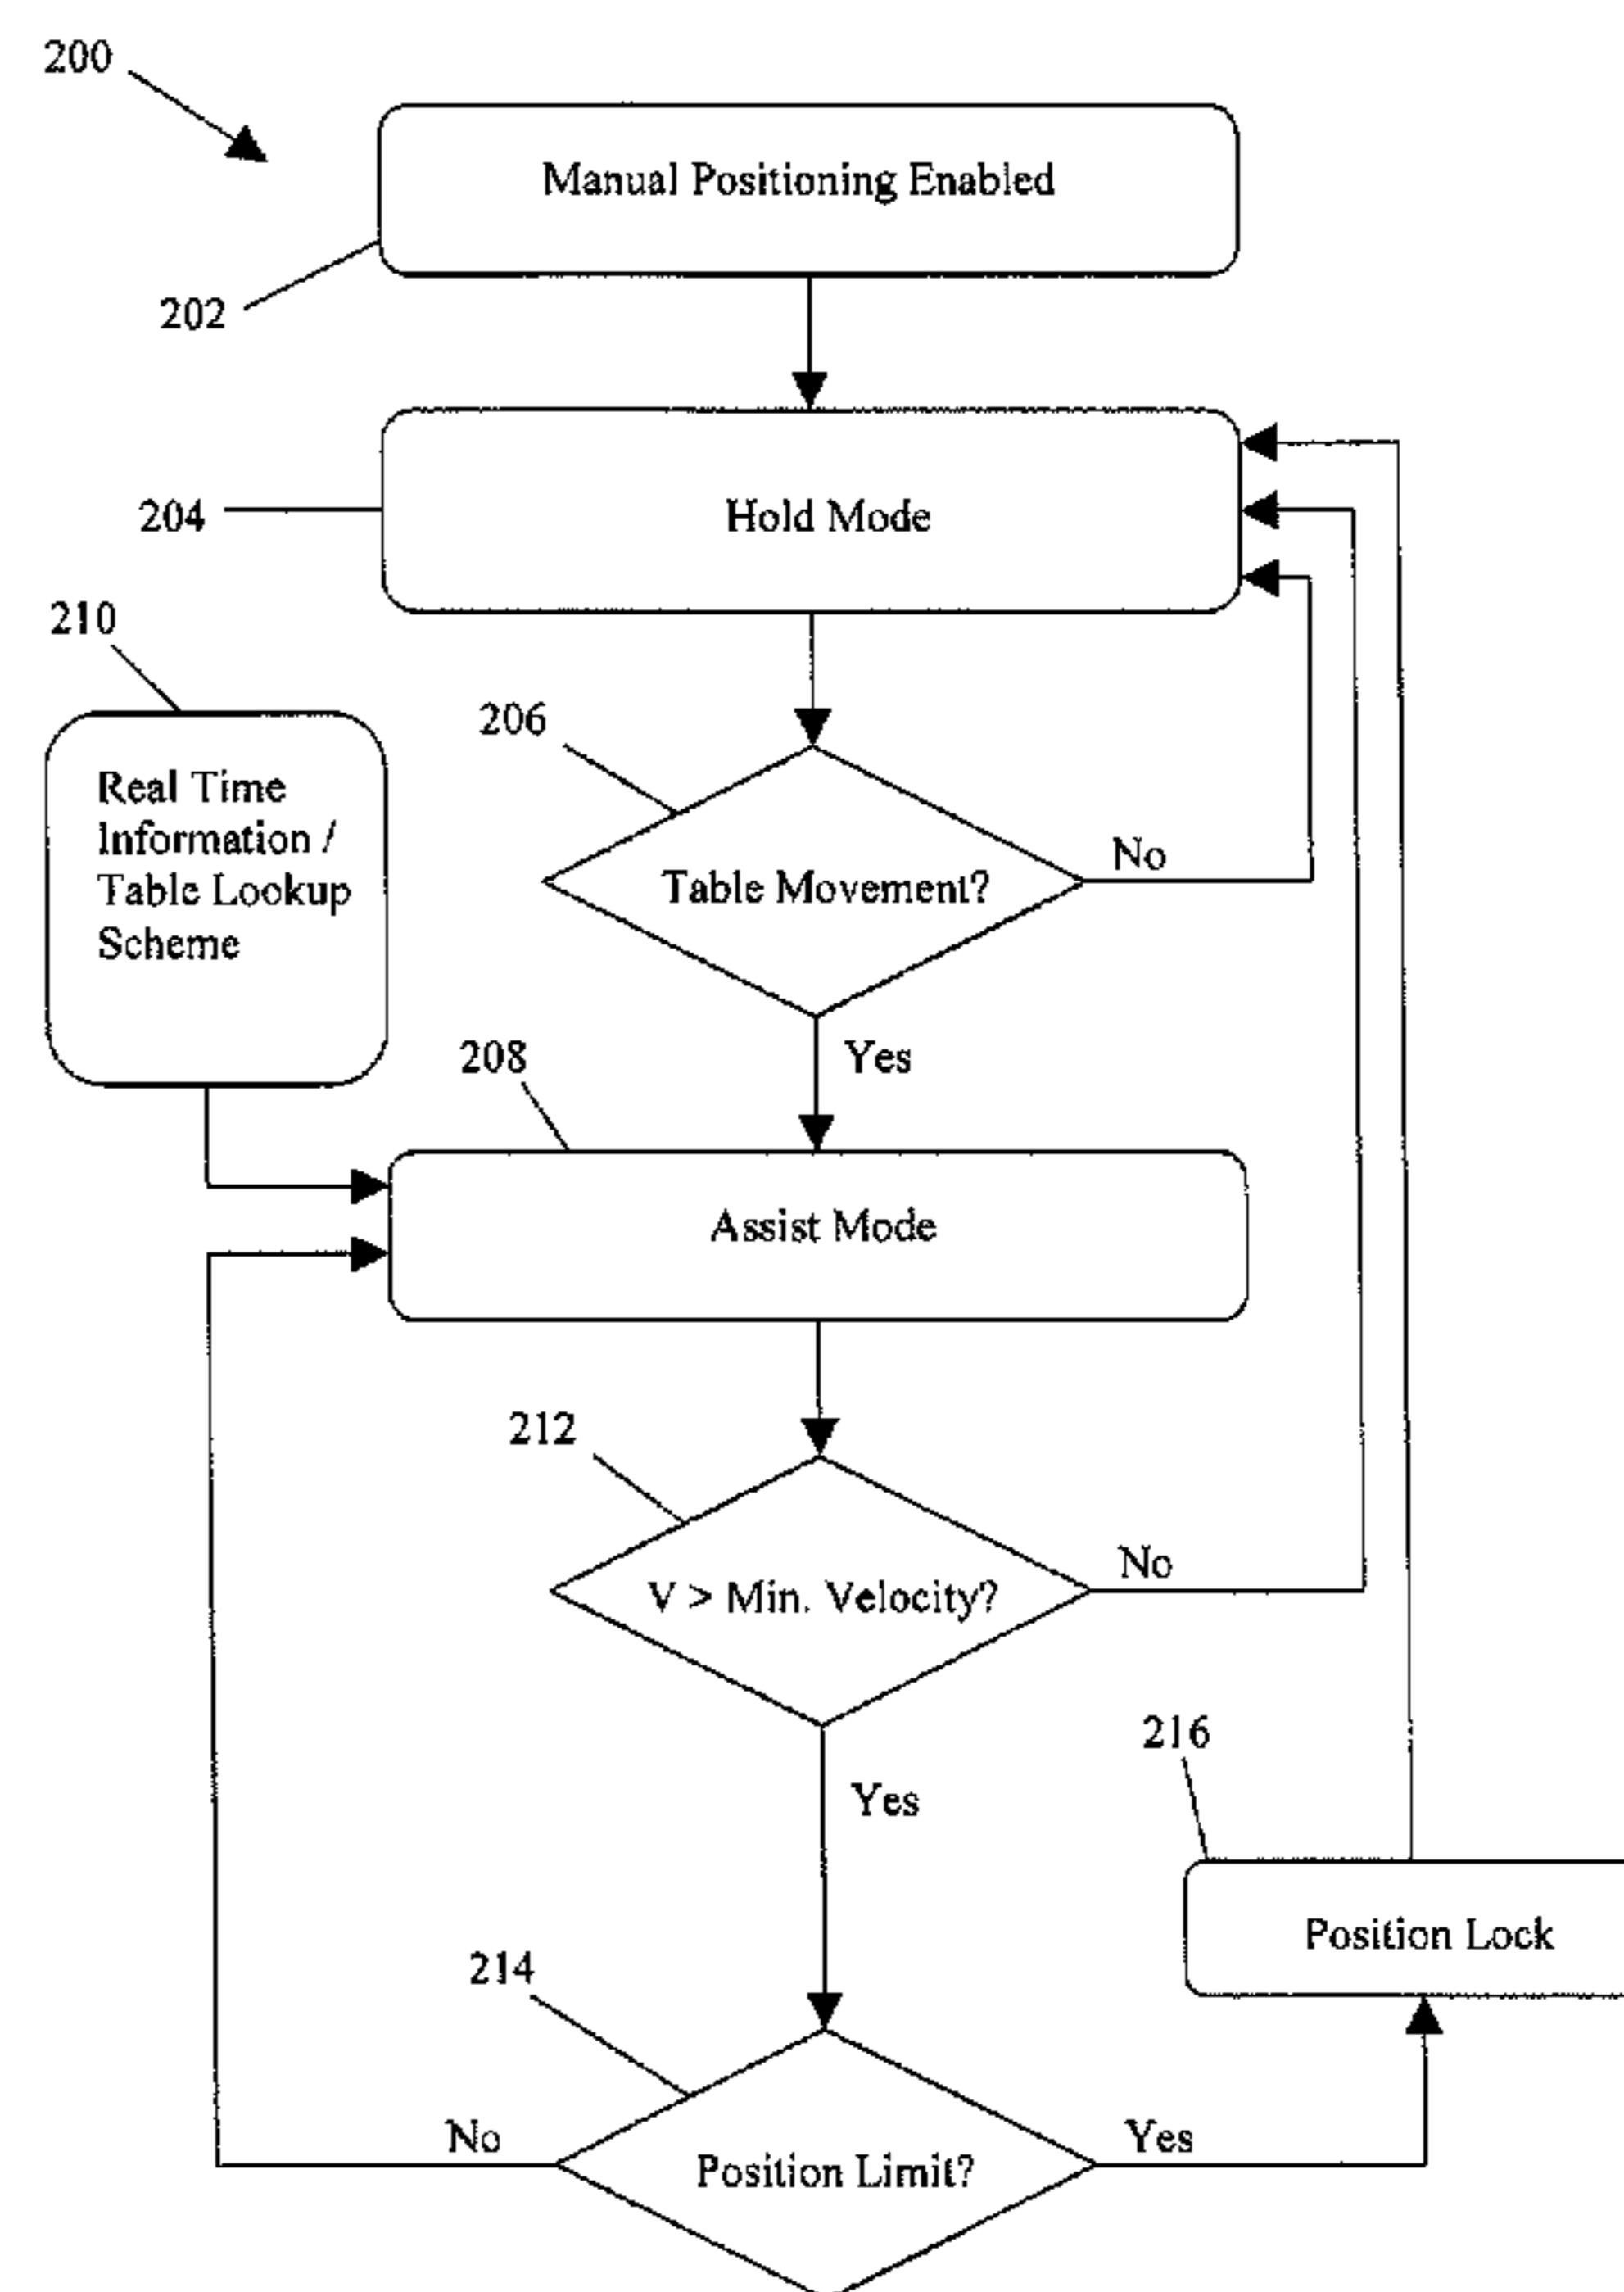 200
Manual Positioning Enabled
202
204
Hold Mode
210
206
Real Time
Information /
Table Lookup
Scheme
Table Movement?
No
Yes
208
Assist Mode
212
V > Min. Velocity?
No
Yes
216
Position Lock
214
No
Position Limit?
Yes